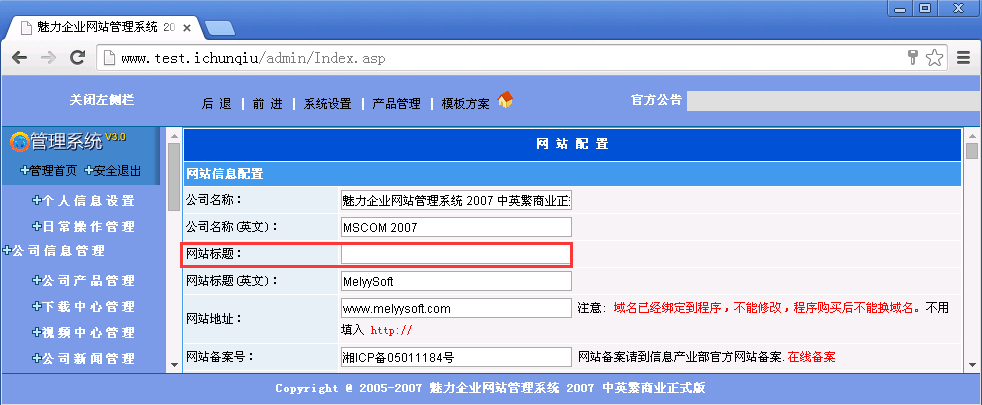 魅力企业网站管理系统 20
www.test.ichunqiu/admin/Index.asp
关闭左侧栏
后 退 | 前 进 | 系统设置 | 产品管理 | 模板方案
官方公告
管理系统 V3.0
管理首页 安全退出
个人信息设置
日常操作管理
公司信息管理
公司产品管理
下载中心管理
视频中心管理
公司新闻管理
网 站 配 置
网站信息配置
公司名称： 魅力企业网站管理系统 2007 中英繁商业正
公司名称(英文)： MSCOM 2007
网站标题：
网站标题(英文)： MelyySoft
网站地址： www.melyysoft.com 注意：域名已经绑定到程序，不能修改，程序购买后不能换域名。不用
填入 http://
网站备案号： 湘ICP备05011184号 网站备案请到信息产业部官方网站备案.在线备案
Copyright @ 2005-2007 魅力企业网站管理系统 2007 中英繁商业正式版